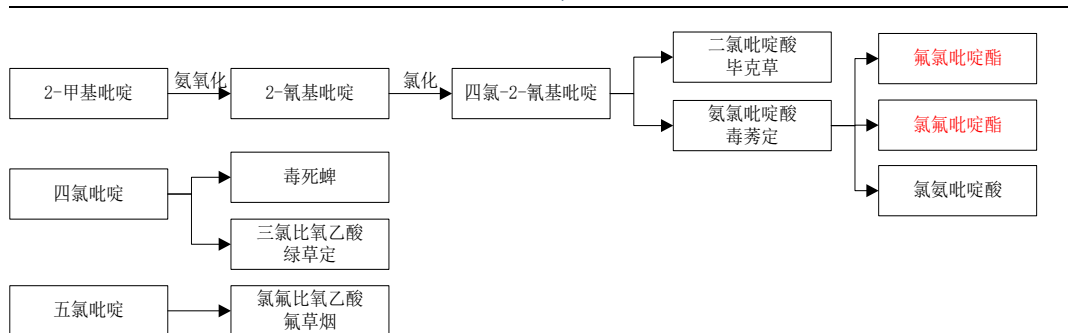 2-甲基吡啶
氨氧化
2-氰基吡啶
氯化
四氯-2-氰基吡啶
二氯吡啶酸
毕克草
氨氯吡啶酸
毒莠定
氟氯吡啶酯
氯氟吡啶酯
氯氨吡啶酸
四氯吡啶
毒死蜱
三氯比氧乙酸
绿草定
五氯吡啶
氯氟比氧乙酸
氟草烟